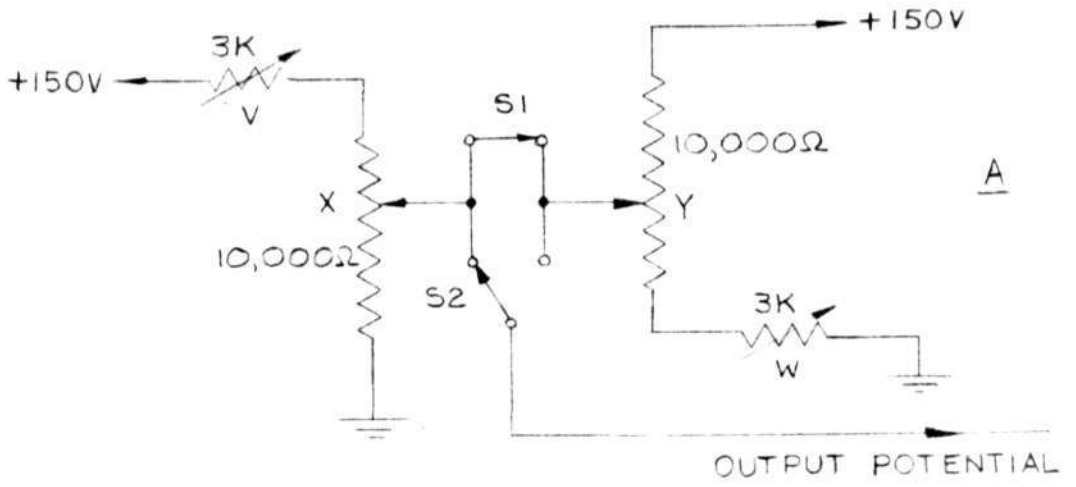 +150V
3K
+150V
V
S1
10,000Ω
A
X
Y
10,000Ω
S2
3K
W
OUTPUT POTENTIAL